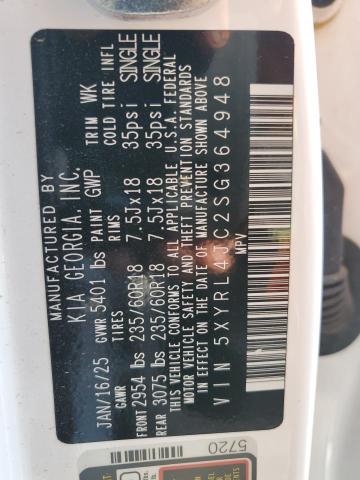 MANUFACTURED BY
KIA GEORGIA, INC.
JAN/16/25 GVWR 5401 lbs PAINT GWP TRIM WK
GAWR TIRES RIMS COLD TIRE INFL
FRONT 2954 lbs 235/60R18 7.5Jx18 35psi SINGLE
REAR 3075 lbs 235/60R18 7.5Jx18 35psi SINGLE
THIS VEHICLE CONFORMS TO ALL APPLICABLE U.S.A. FEDERAL
MOTOR VEHICLE SAFETY AND THEFT PREVENTION STANDARDS
IN EFFECT ON THE DATE OF MANUFACTURE SHOWN ABOVE
VIN 5XYRL4JC2SG364948
MPV
5720